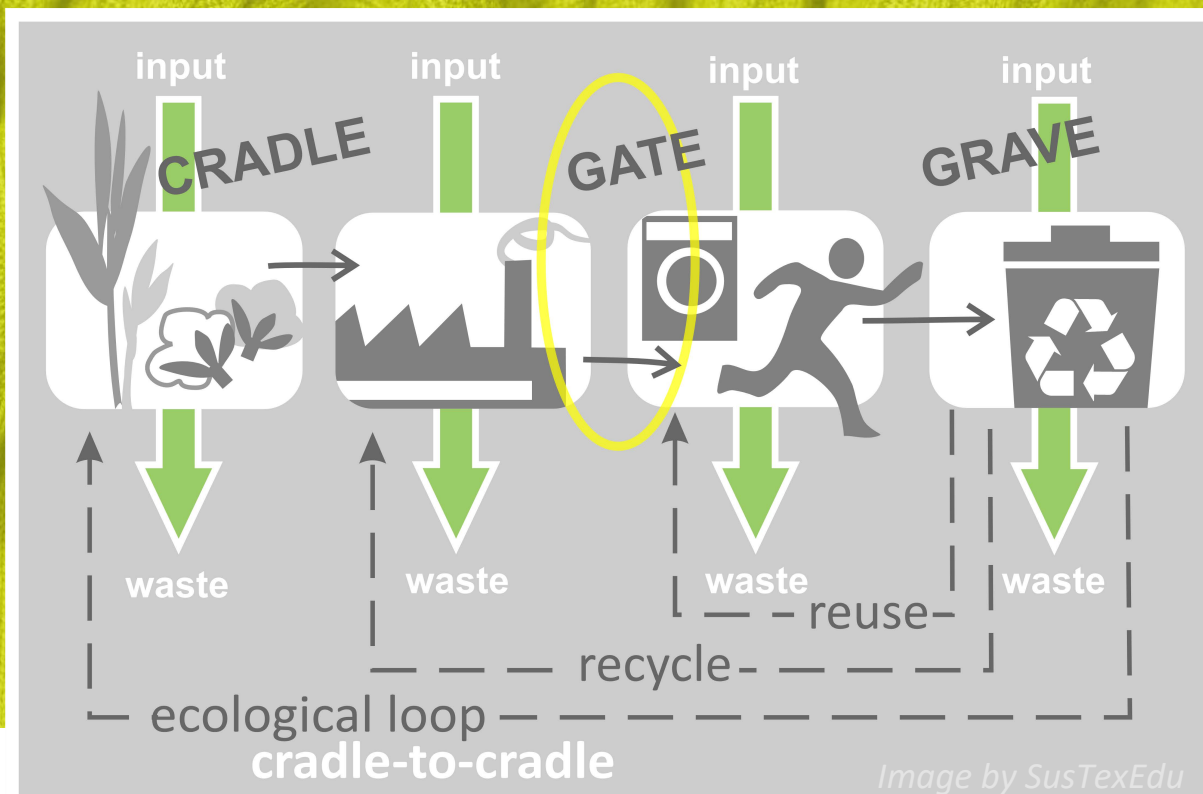 input
input
input
input
CRADLE
GATE
GRAVE
waste
waste
waste
waste
reuse
recycle
ecological loop
cradle-to-cradle
Image by SusTexEdu